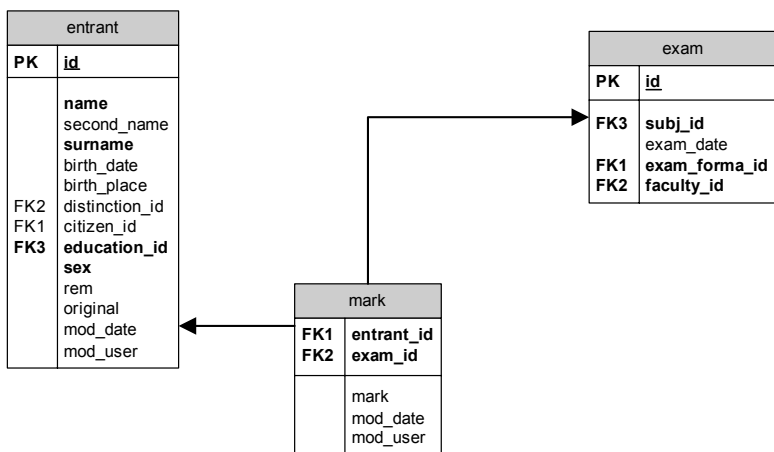 entrant
PK id
name
second_name
surname
birth_date
birth_place
FK2 distinction_id
FK1 citizen_id
FK3 education_id
sex
rem
original
mod_date
mod_user
exam
PK id
FK3 subj_id
exam_date
FK1 exam_forma_id
FK2 faculty_id
mark
FK1 entrant_id
FK2 exam_id
mark
mod_date
mod_user